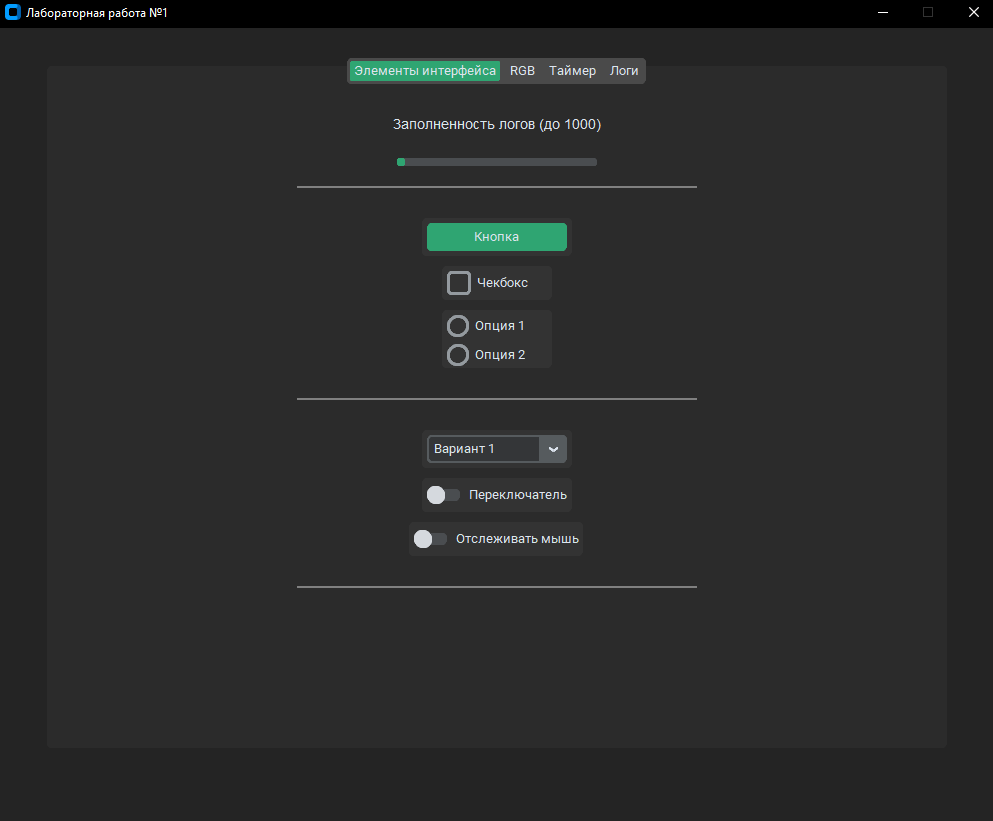 Лабораторная работа №1
Элементы интерфейса RGB Таймер Логи
Заполненность логов (до 1000)
Кнопка
Чекбокс
Опция 1
Опция 2
Вариант 1
Переключатель
Отслеживать мышь